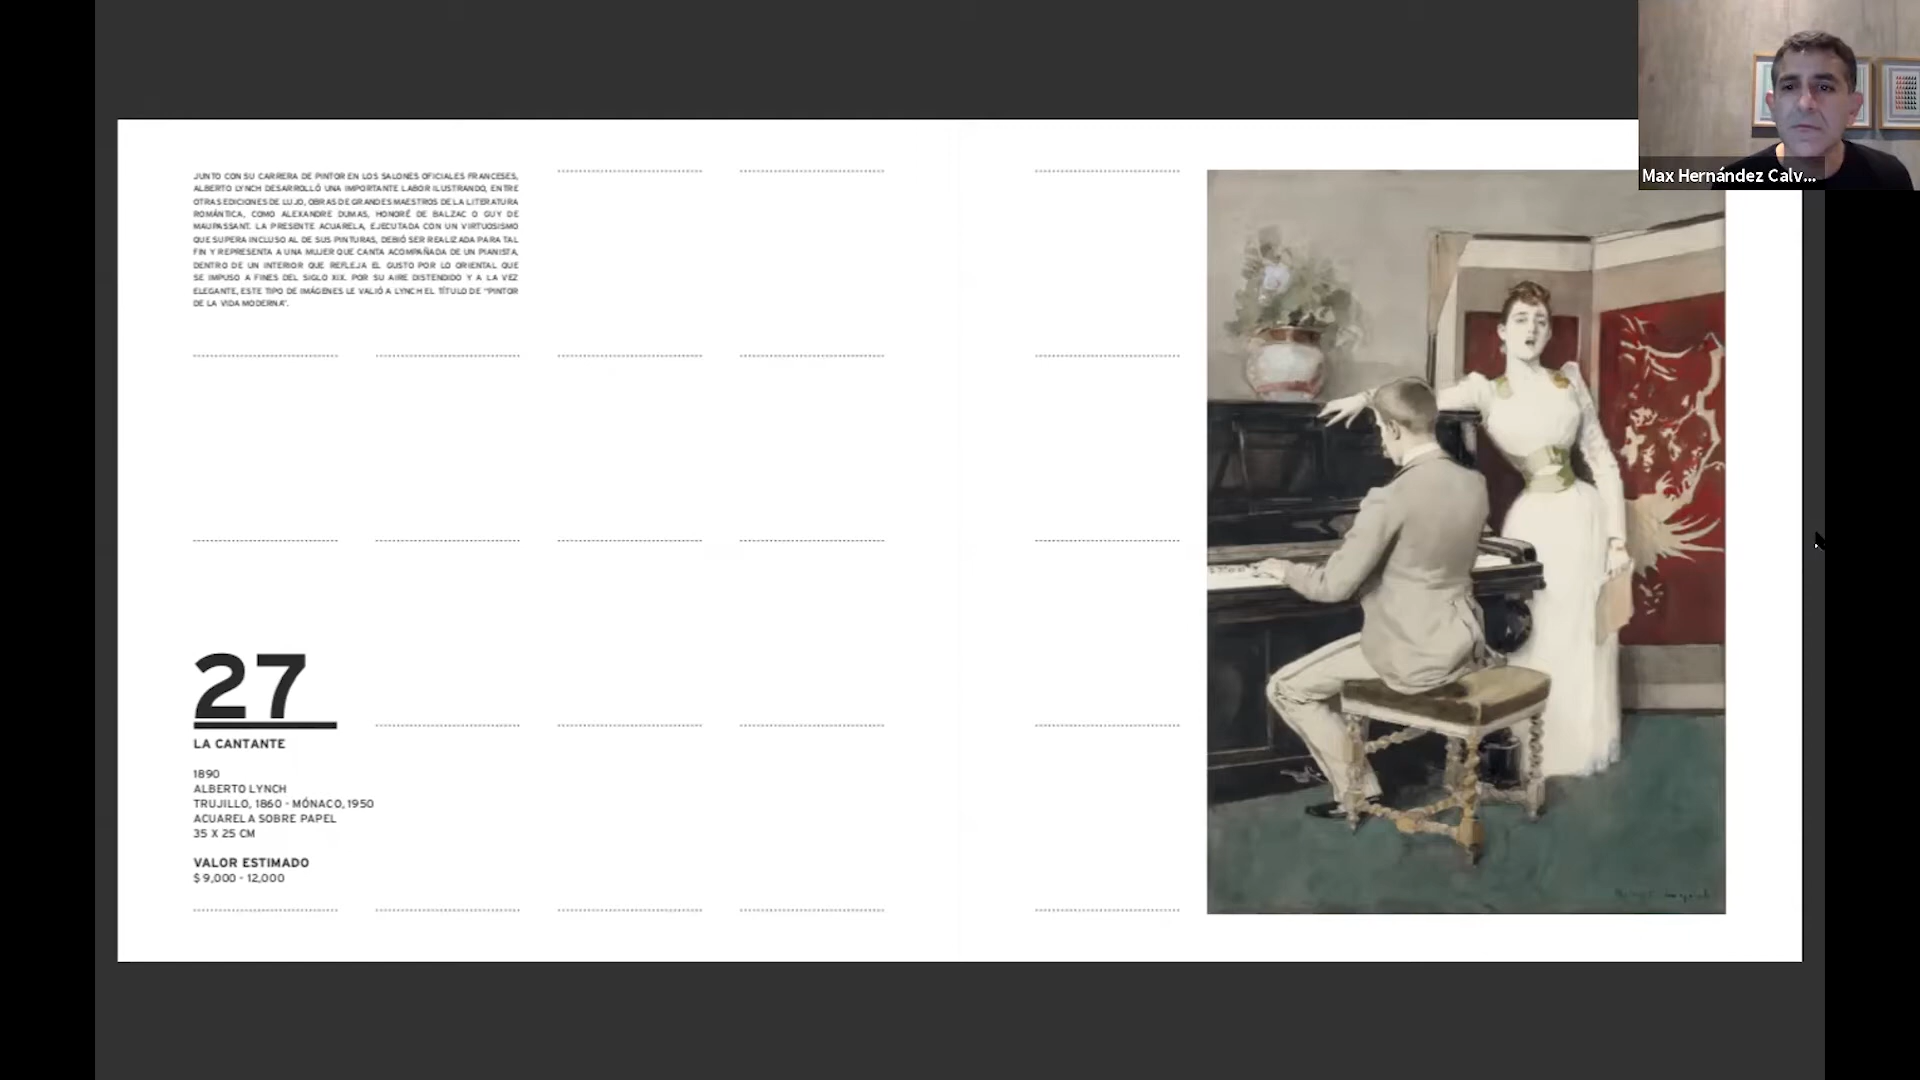 Max Hernández Calv...
JUNTO CON SU CARRERA DE PINTOR EN LOS SALONES OFICIALES FRANCESES,
ALBERTO LYNCH DESARROLLÓ UNA IMPORTANTE LABOR ILUSTRANDO, ENTRE
OTRAS EDICIONES DE LUJO, OBRAS DE GRANDES MAESTROS DE LA LITERATURA
ROMÁNTICA, COMO ALEXANDRE DUMAS, HONORÉ DE BALZAC O GUY DE
MAUPASSANT. LA PRESENTE ACUARELA, EJECUTADA CON UN VIRTUOSISMO
QUE SUPERA INCLUSO AL DE SUS PINTURAS, DEBIÓ SER REALIZADA PARA TAL
FIN Y REPRESENTA A UNA MUJER QUE CANTA ACOMPAÑADA DE UN PIANISTA,
DENTRO DE UN INTERIOR QUE REFLEJA EL GUSTO POR LO ORIENTAL QUE
SE IMPUSO A FINES DEL SIGLO XIX. POR SU AIRE DISTENDIDO Y A LA VEZ
ELEGANTE, ESTE TIPO DE IMÁGENES LE VALIÓ A LYNCH EL TÍTULO DE "PINTOR
DE LA VIDA MODERNA".
27
LA CANTANTE
1890
ALBERTO LYNCH
TRUJILLO, 1860 - MÓNACO, 1950
ACUARELA SOBRE PAPEL
35 X 25 CM
VALOR ESTIMADO
$ 9,000 - 12,000